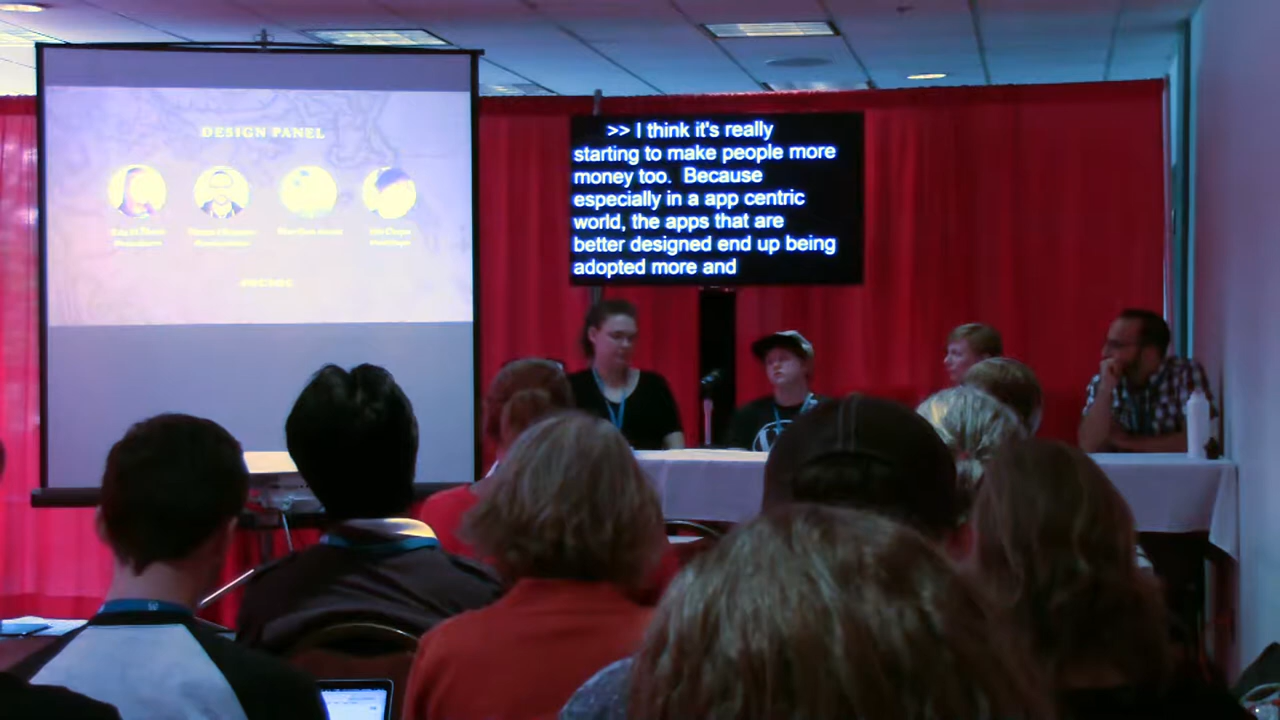 DESIGN PANEL
>> I think it's really
starting to make people more
money too. Because
especially in a app centric
world, the apps that are
better designed end up being
adopted more and